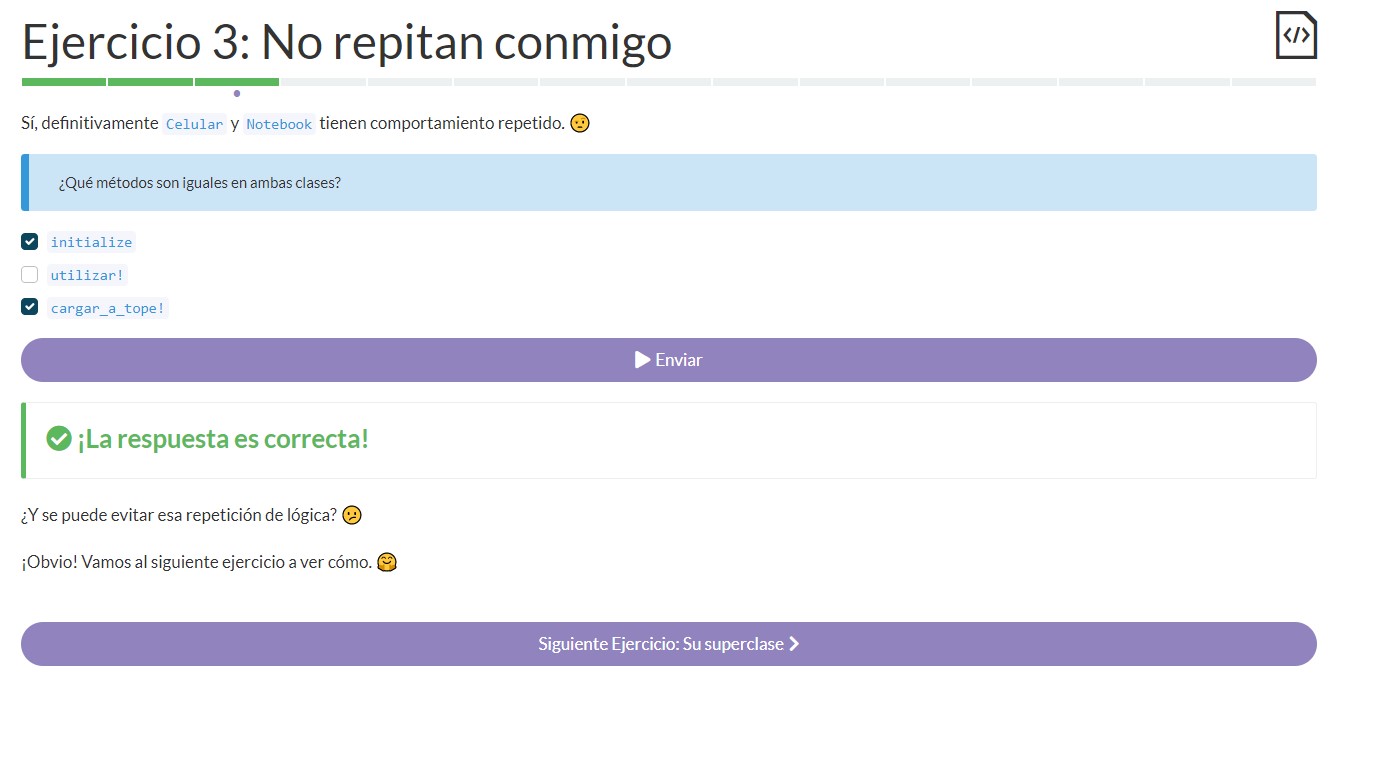 Ejercicio 3: No repitan conmigo
</>
Sí, definitivamente Celular y Notebook tienen comportamiento repetido. 🤨
¿Qué métodos son iguales en ambas clases?
initialize
utilizar!
cargar_a_tope!
Enviar
¡La respuesta es correcta!
¿Y se puede evitar esa repetición de lógica? 😕
¡Obvio! Vamos al siguiente ejercicio a ver cómo. 🤗
Siguiente Ejercicio: Su superclase